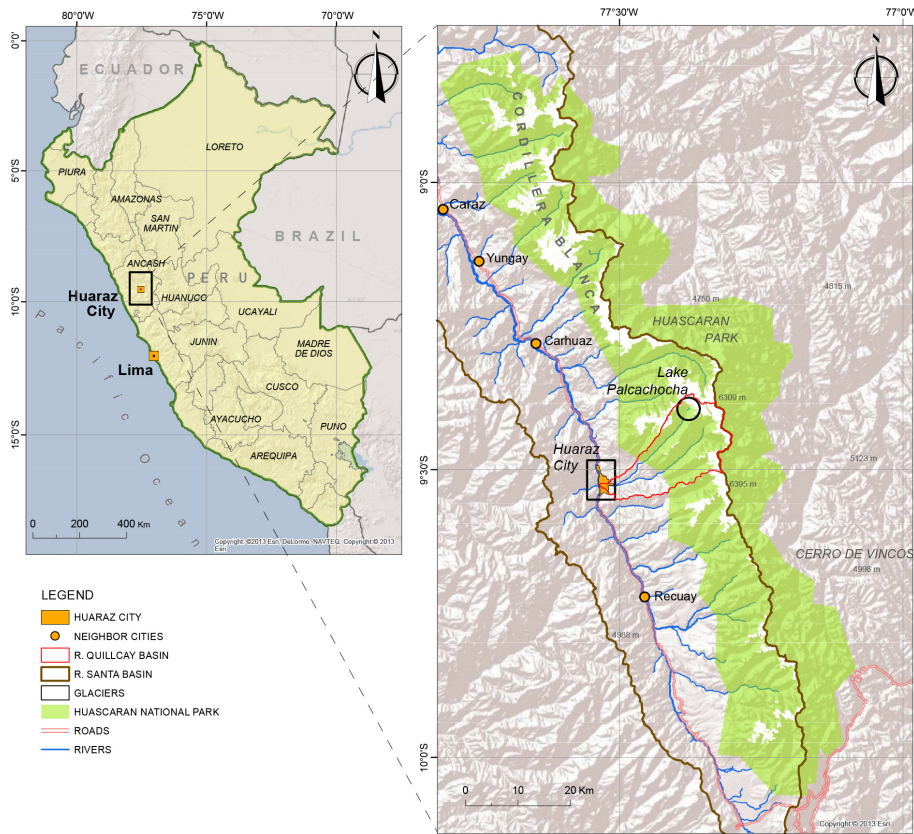 80°0'W
75°0'W
70°0'W
0°0'
5°0'S
10°0'S
15°0'S
N
ECUADOR
LORETO
PIURA
AMAZONAS
SAN
MARTIN
BRAZIL
ANCASH
PERU
Huaraz
City
HUANUCO
UCAYALI
Lima
JUNIN
MADRE
DE DIOS
CUSCO
AYACUCHO
PUNO
AREQUIPA
Pacific Ocean
0 200 400 Km
Copyright:©2013 Esri, DeLorme, NAVTEQ, Copyright:© 2013
Esri
LEGEND
HUARAZ CITY
NEIGHBOR CITIES
R. QUILLCAY BASIN
R. SANTA BASIN
GLACIERS
HUASCARAN NATIONAL PARK
ROADS
RIVERS
77°30'W
77°0'W
9°0'S
9°30'S
10°0'S
N
CORDILLERA BLANCA
Caraz
Yungay
4815 m
4750 m
HUASCARAN
PARK
Carhuaz
Lake
Palcachocha
6309 m
Huaraz
City
5123 m
6395 m
CERRO DE VINCOS
4998 m
Recuay
4988 m
0 10 20 Km
Copyright:© 2013 Esri